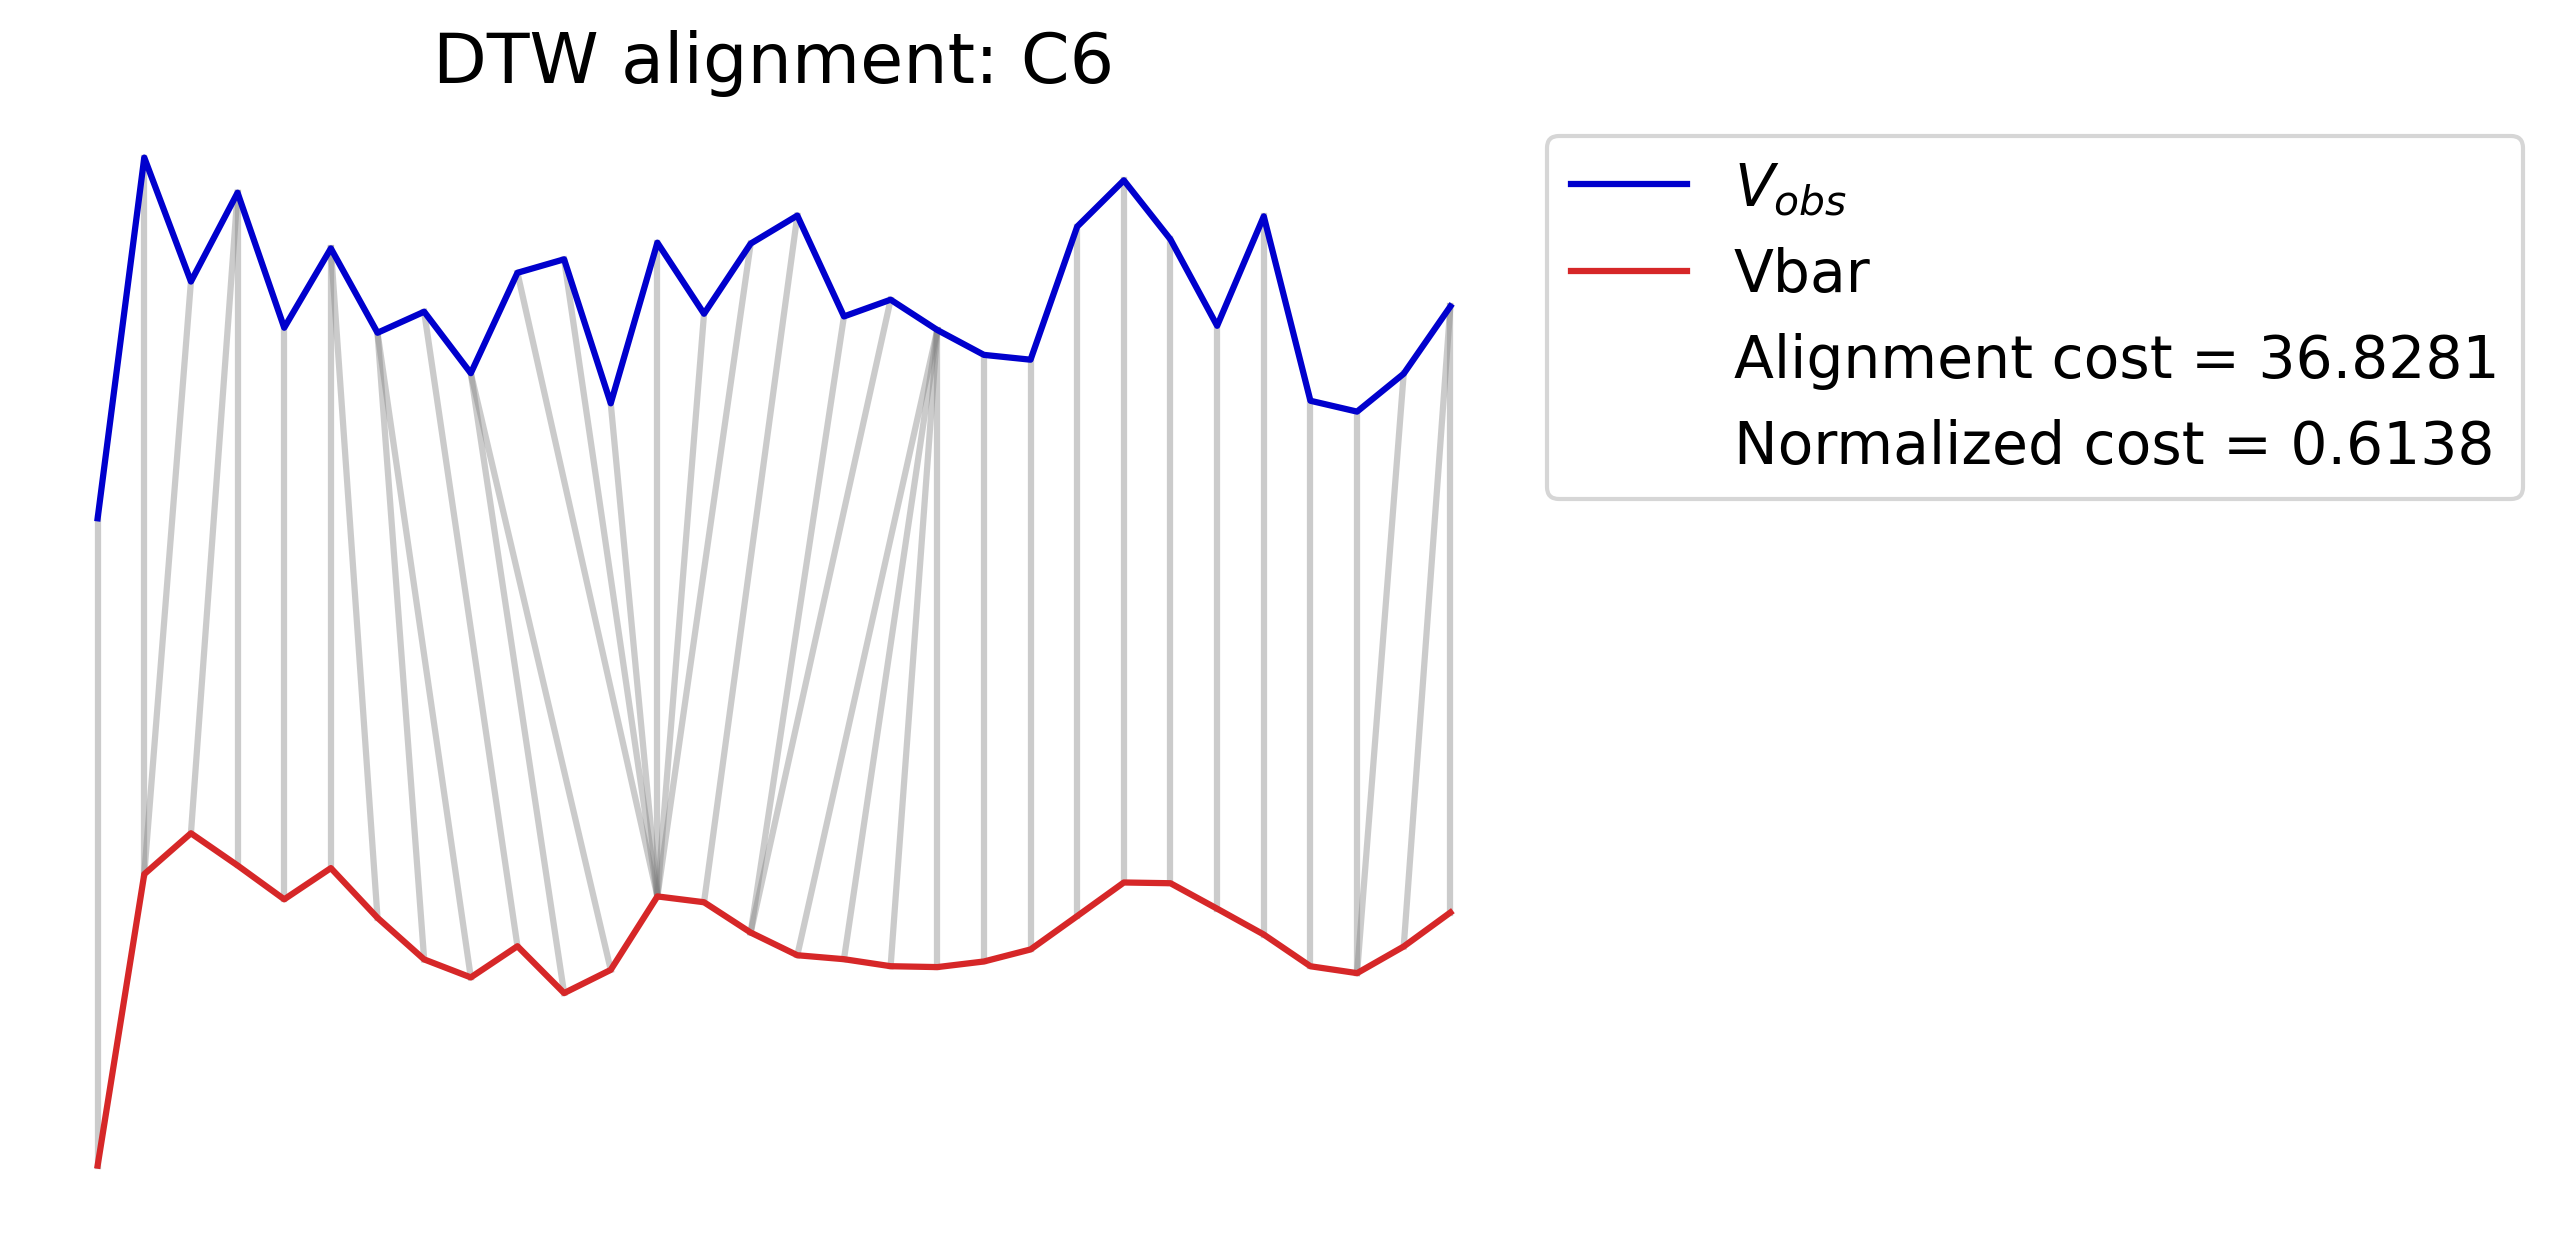 DTW alignment: C6
V_obs
Vbar
Alignment cost = 36.8281
Normalized cost = 0.6138